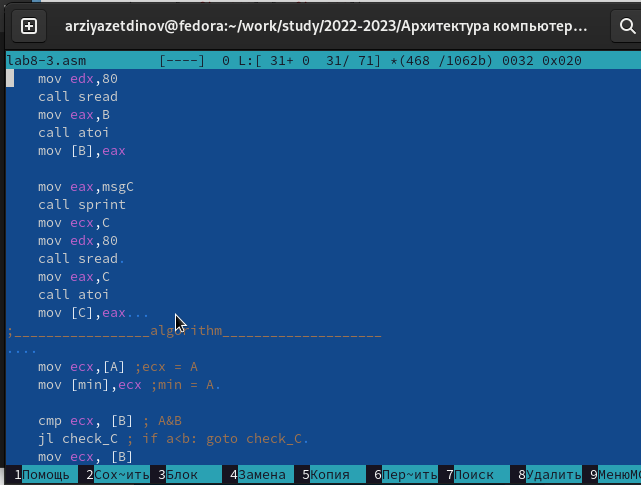 arziyazetdinov@fedora:~/work/study/2022-2023/Архитектура компьютер...
lab8-3.asm [----] 0 L:[ 31+ 0 31/ 71] *(468 /1062b) 0032 0x020
mov edx,80
call sread
mov eax,B
call atoi
mov [B],eax
mov eax,msgC
call sprint
mov ecx,C
mov edx,80
call sread.
mov eax,C
call atoi
mov [C],eax...
;_________________algorithm____________________
....
mov ecx,[A] ;ecx = A
mov [min],ecx ;min = A.
cmp ecx, [B] ; A&B
jl check_C ; if a<b: goto check_C.
mov ecx, [B]
1Помощь 2Сох~ить 3Блок 4Замена 5Копия 6Пер~ить 7Поиск 8Удалить 9МенюМС